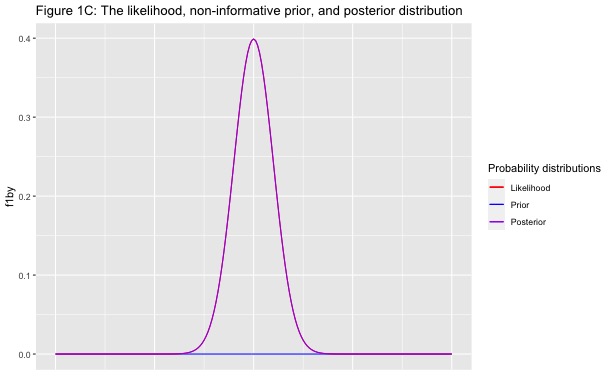 Figure 1C: The likelihood, non-informative prior, and posterior distribution
0.4
0.3
0.2
0.1
0.0
f1by
Probability distributions
Likelihood
Prior
Posterior